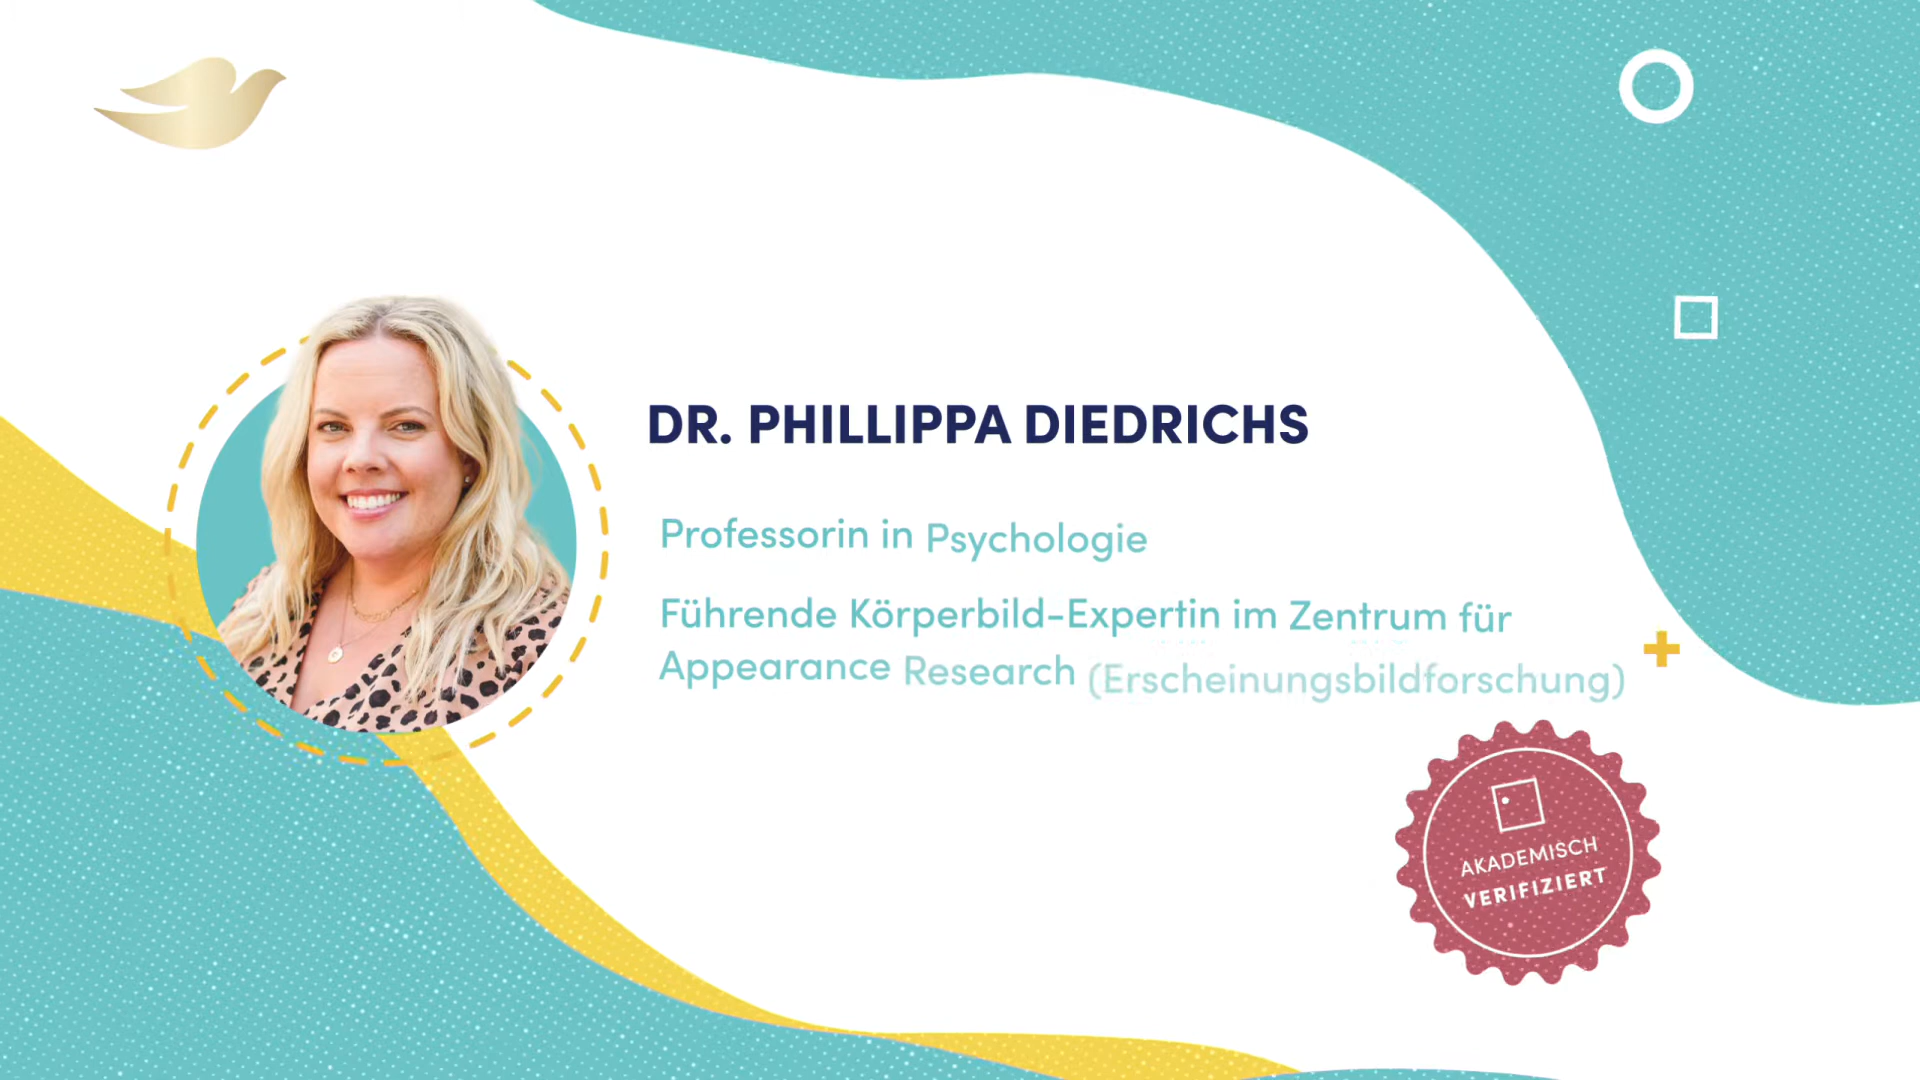 DR. PHILLIPPA DIEDRICHS
Professorin in Psychologie
Führende Körperbild-Expertin im Zentrum für
Appearance Research (Erscheinungsbildforschung)
AKADEMISCH
VERIFIZIERT